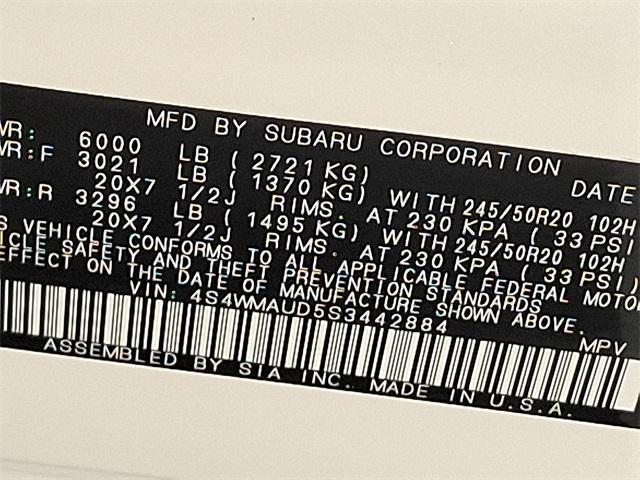 MFD BY SUBARU CORPORATION DATE
WR: 6000 LB ( 2721 KG)
WR:F 3021 LB ( 1370 KG) WITH 245/50R20 102H
20X7 1/2J RIMS. AT 230 KPA ( 33 PSI
WR:R 3296 LB ( 1495 KG) WITH 245/50R20 102H
20X7 1/2J RIMS. AT 230 KPA ( 33 PSI)
S VEHICLE CONFORMS TO ALL APPLICABLE FEDERAL MOTO
ICLE SAFETY AND THEFT PREVENTION STANDARDS
EFFECT ON THE DATE OF MANUFACTURE SHOWN ABOVE.
VIN: 4S4WMAUD5S3442884 MPV
ASSEMBLED BY SIA INC. MADE IN U.S.A.